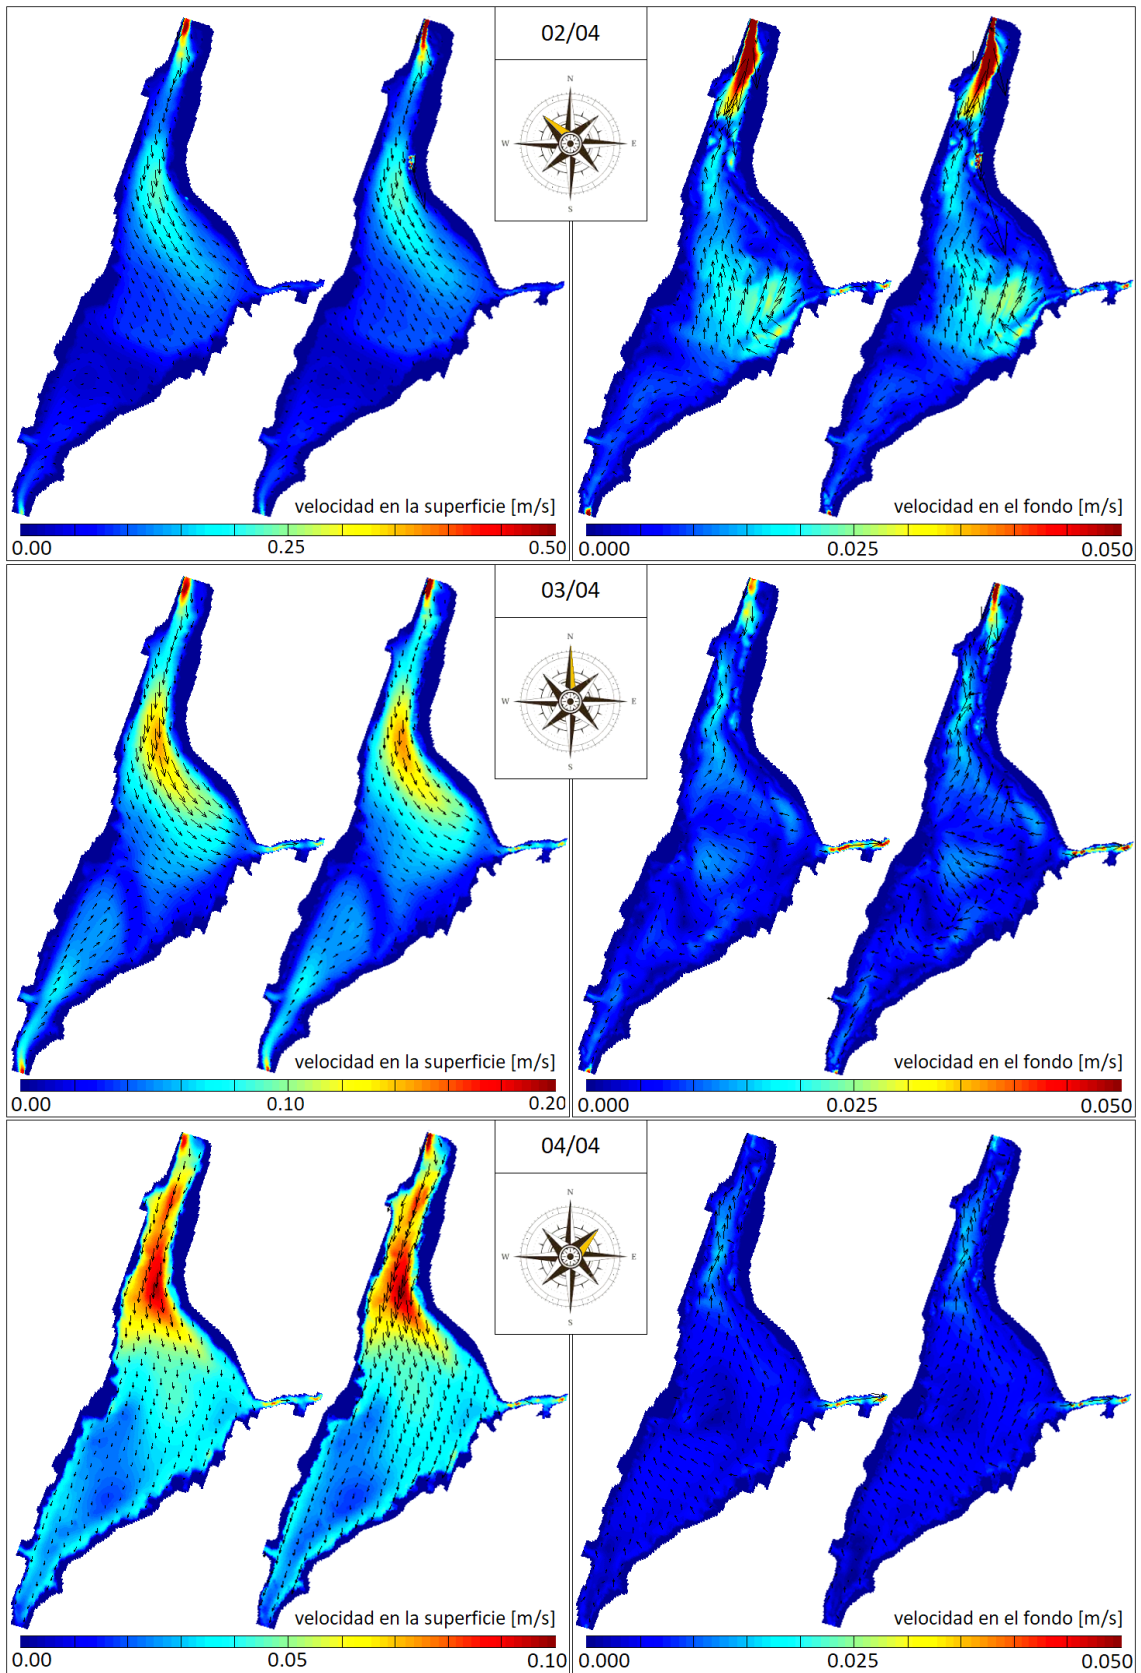 02/04
N
W E
S
velocidad en la superficie [m/s]
0.00 0.25 0.50
velocidad en el fondo [m/s]
0.000 0.025 0.050
03/04
N
W E
S
velocidad en la superficie [m/s]
0.00 0.10 0.20
velocidad en el fondo [m/s]
0.000 0.025 0.050
04/04
N
W E
S
velocidad en la superficie [m/s]
0.00 0.05 0.10
velocidad en el fondo [m/s]
0.000 0.025 0.050